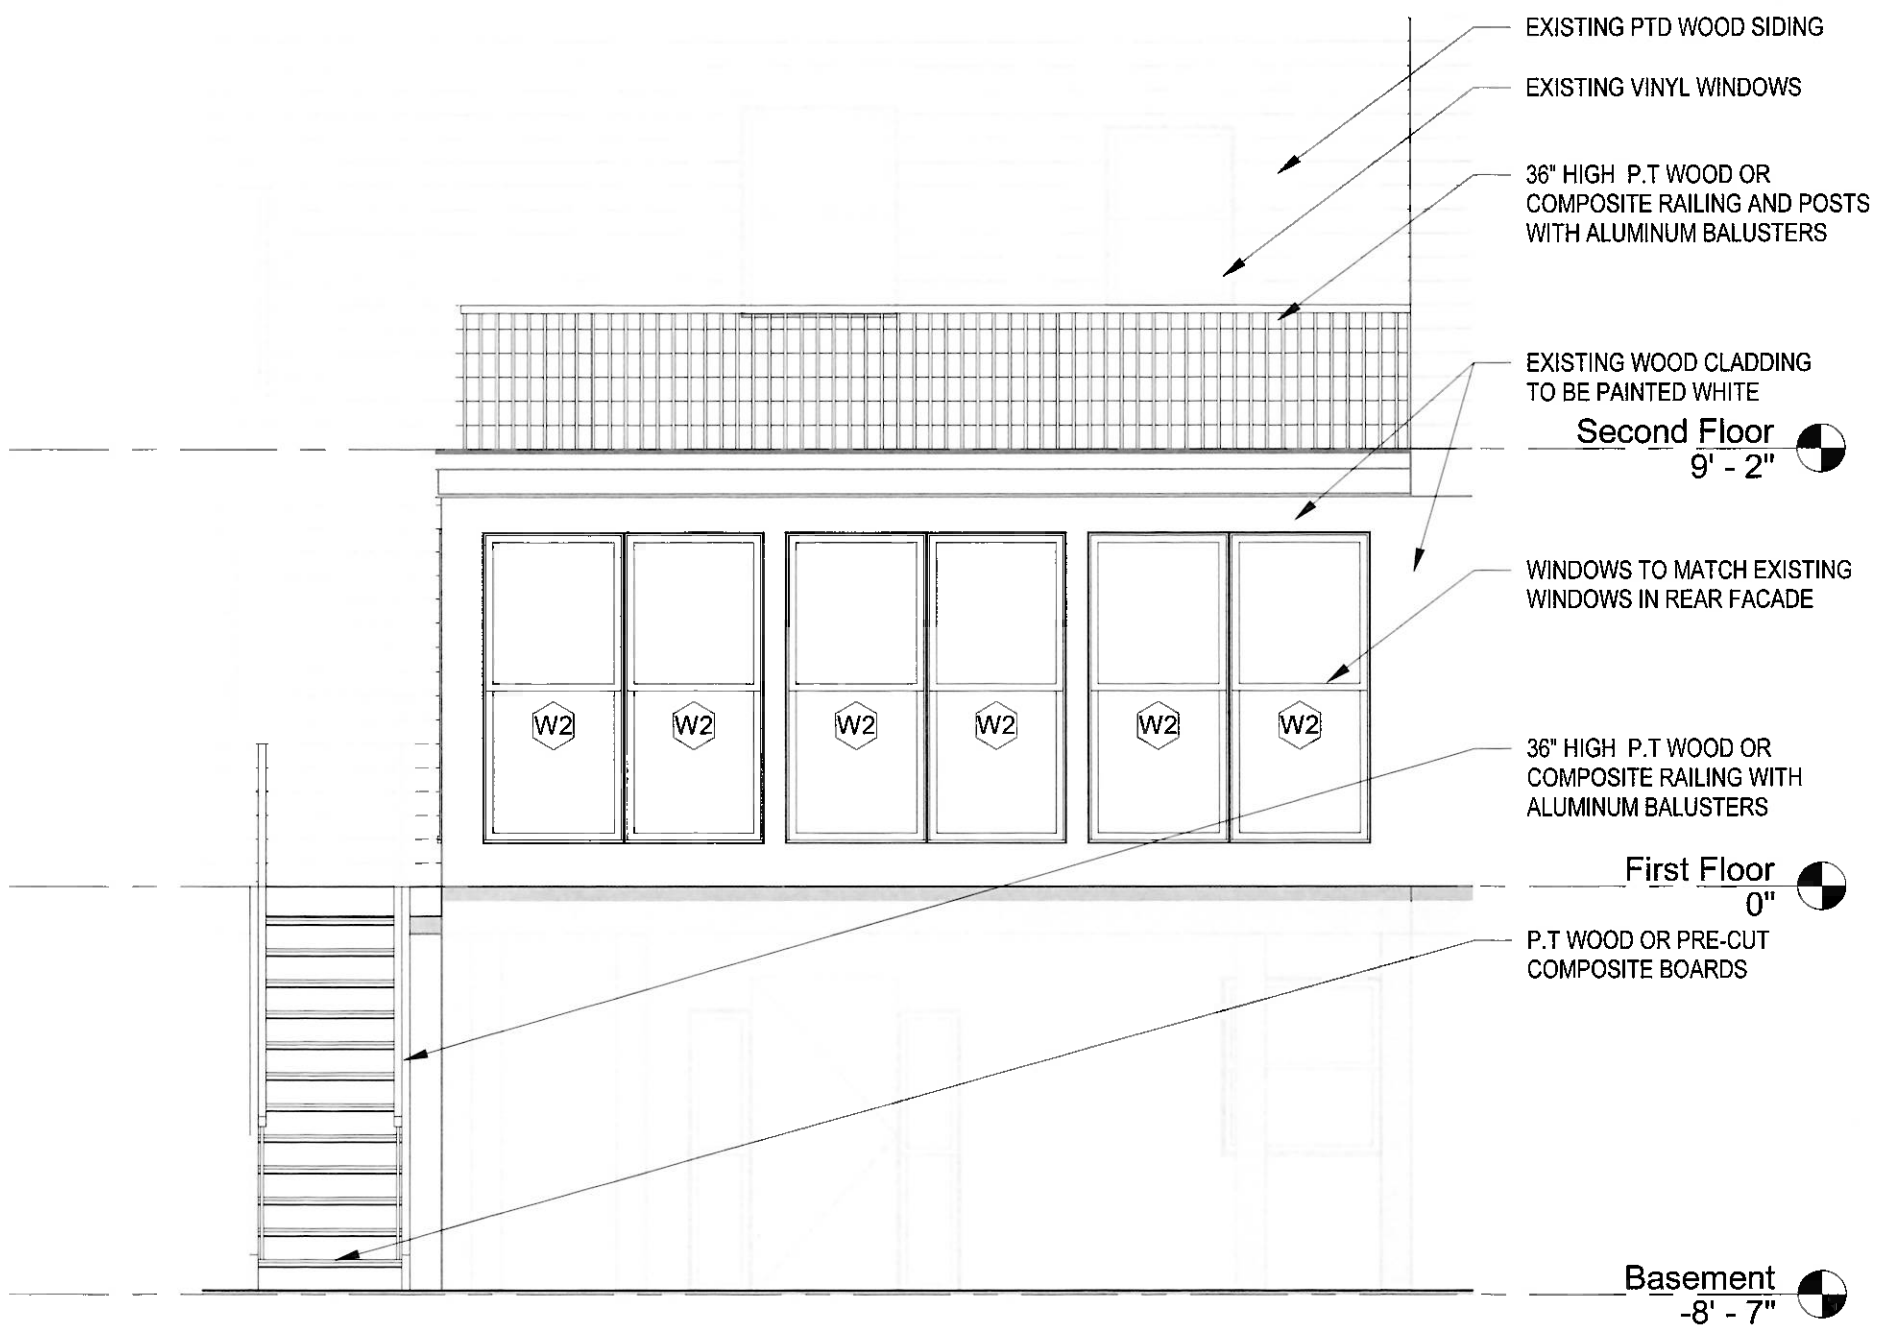 EXISTING PTD WOOD SIDING
EXISTING VINYL WINDOWS
36" HIGH P.T WOOD OR
COMPOSITE RAILING AND POSTS
WITH ALUMINUM BALUSTERS
EXISTING WOOD CLADDING
TO BE PAINTED WHITE
Second Floor
9' - 2"
WINDOWS TO MATCH EXISTING
WINDOWS IN REAR FACADE
W2 W2 W2 W2 W2 W2
36" HIGH P.T WOOD OR
COMPOSITE RAILING WITH
ALUMINUM BALUSTERS
First Floor
0"
P.T WOOD OR PRE-CUT
COMPOSITE BOARDS
Basement
-8' - 7"